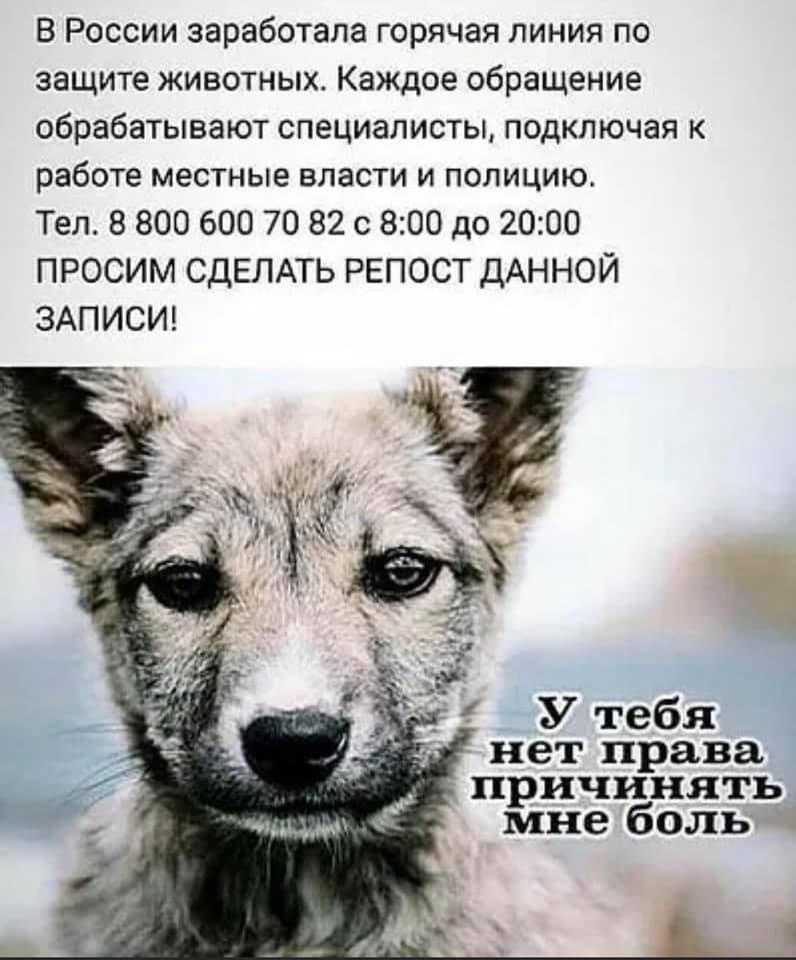 В России заработала горячая линия по
защите животных. Каждое обращение
обрабатывают специалисты, подключая к
работе местные власти и полицию.
Тел. 8 800 600 70 82 с 8:00 до 20:00
ПРОСИМ СДЕЛАТЬ РЕПОСТ ДАННОЙ
ЗАПИСИ!
У тебя
нет права
причинять
мне боль